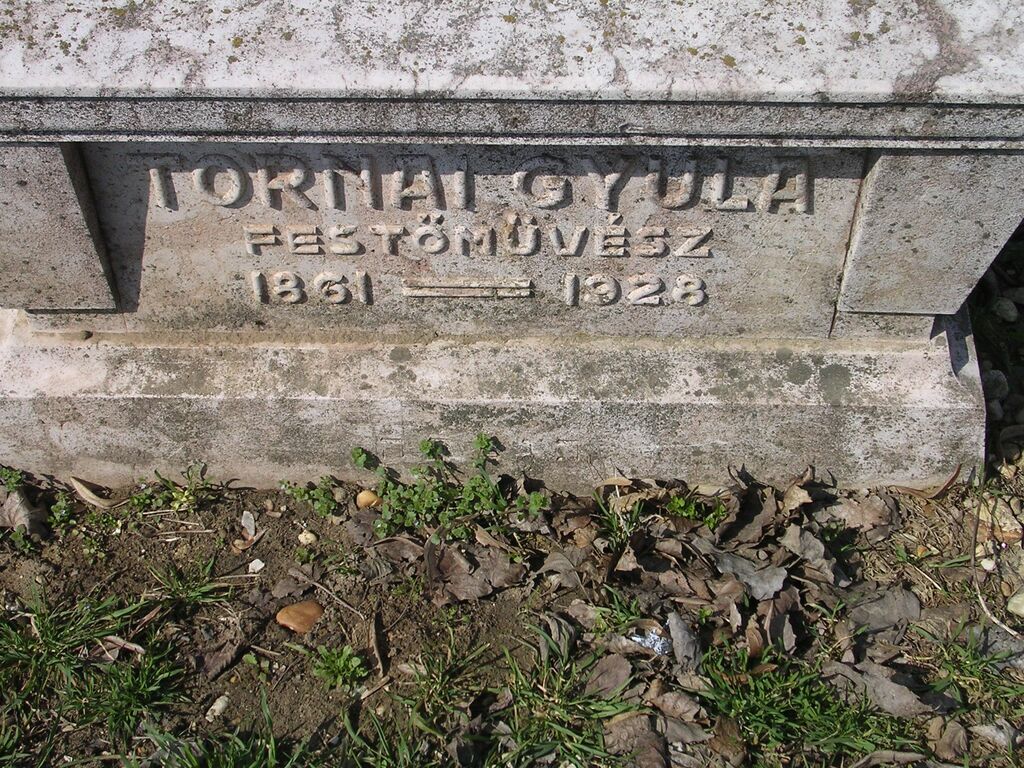 TORNAI GYULA
FESTŐMŰVÉSZ
1861 = 1928